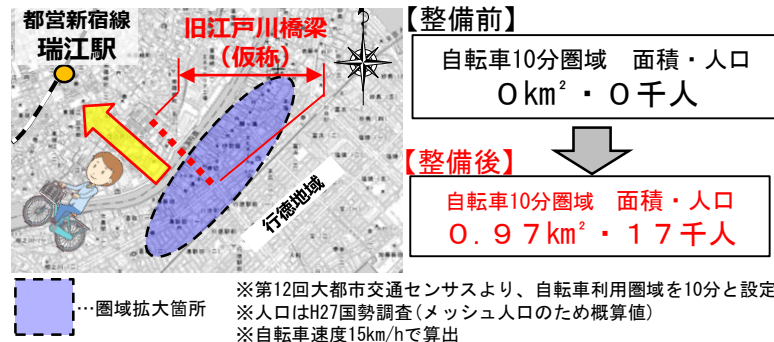 都営新宿線
瑞江駅
旧江戸川橋梁
（仮称）
行徳地域
【整備前】
自転車10分圏域　面積・人口
０km²・０千人
【整備後】
自転車10分圏域　面積・人口
０.９７km²・１７千人
…圏域拡大箇所
※第12回大都市交通センサスより、自転車利用圏域を10分と設定
※人口はH27国勢調査(メッシュ人口のため概算値)
※自転車速度15km/hで算出